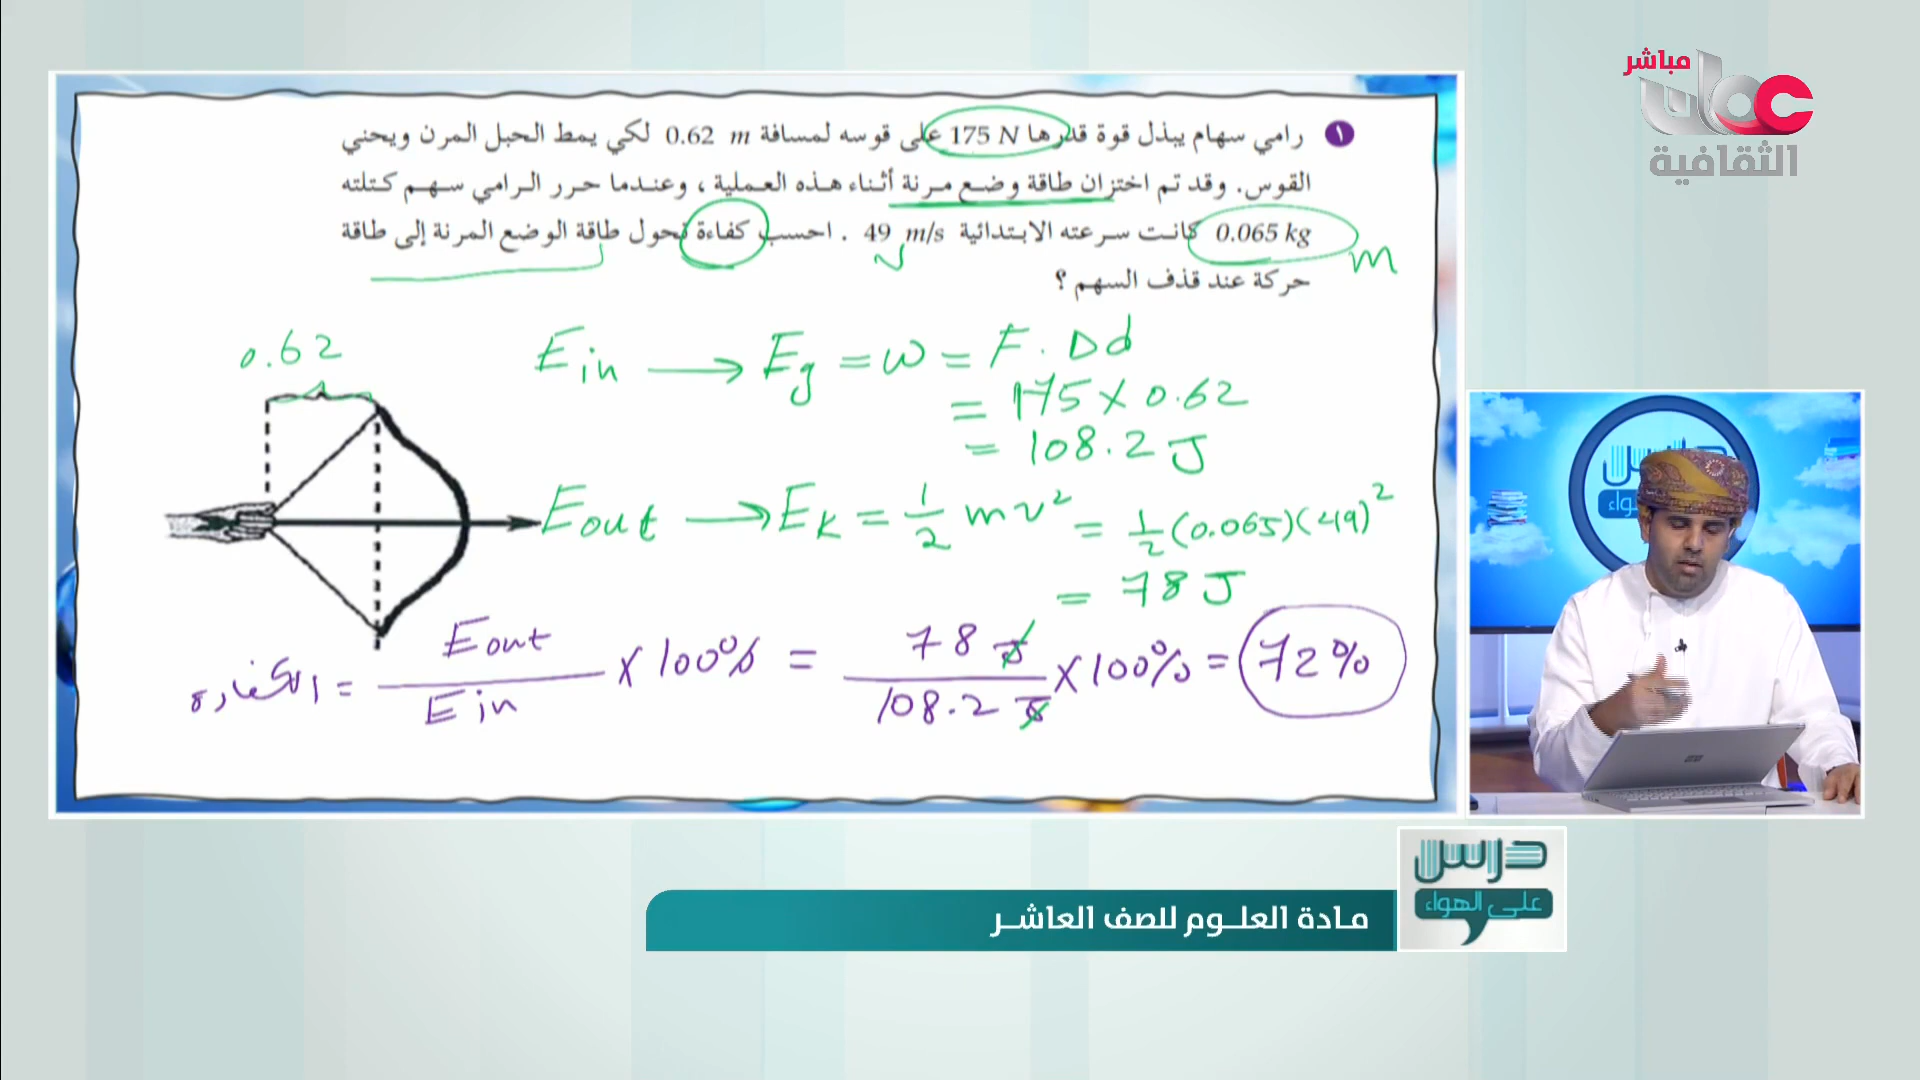 مباشر
عمان
الثقافية
١ رامي سهام يبذل قوة قدرها 175 N على قوسه لمسافة 0.62 m لكي يمط الحبل المرن ويحني
القوس. وقد تم اختزان طاقة وضع مرنة أثناء هذه العملية ، وعندما حرر الرامي سهم كتلته
0.065 kg كانت سرعته الابتدائية 49 m/s . احسب كفاءة تحول طاقة الوضع المرنة إلى طاقة
حركة عند قذف السهم ؟
m
v
0.62
Ein → Eg = w = F . Δd
= 175 × 0.62
= 108.2 J
Eout → EK = 1/2 mv² = 1/2 (0.065)(49)²
= 78 J
الكفاءة = Eout / Ein × 100% = 78 J / 108.2 J × 100% = 72%
درس
على الهواء
مادة العلوم للصف العاشر